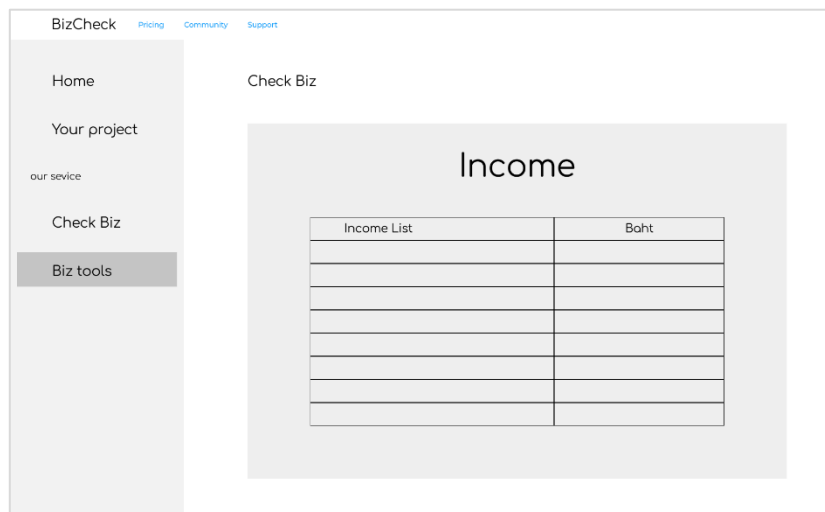 BizCheck Pricing Community Support
Home
Your project
our sevice
Check Biz
Biz tools
Check Biz
Income
Income List Baht